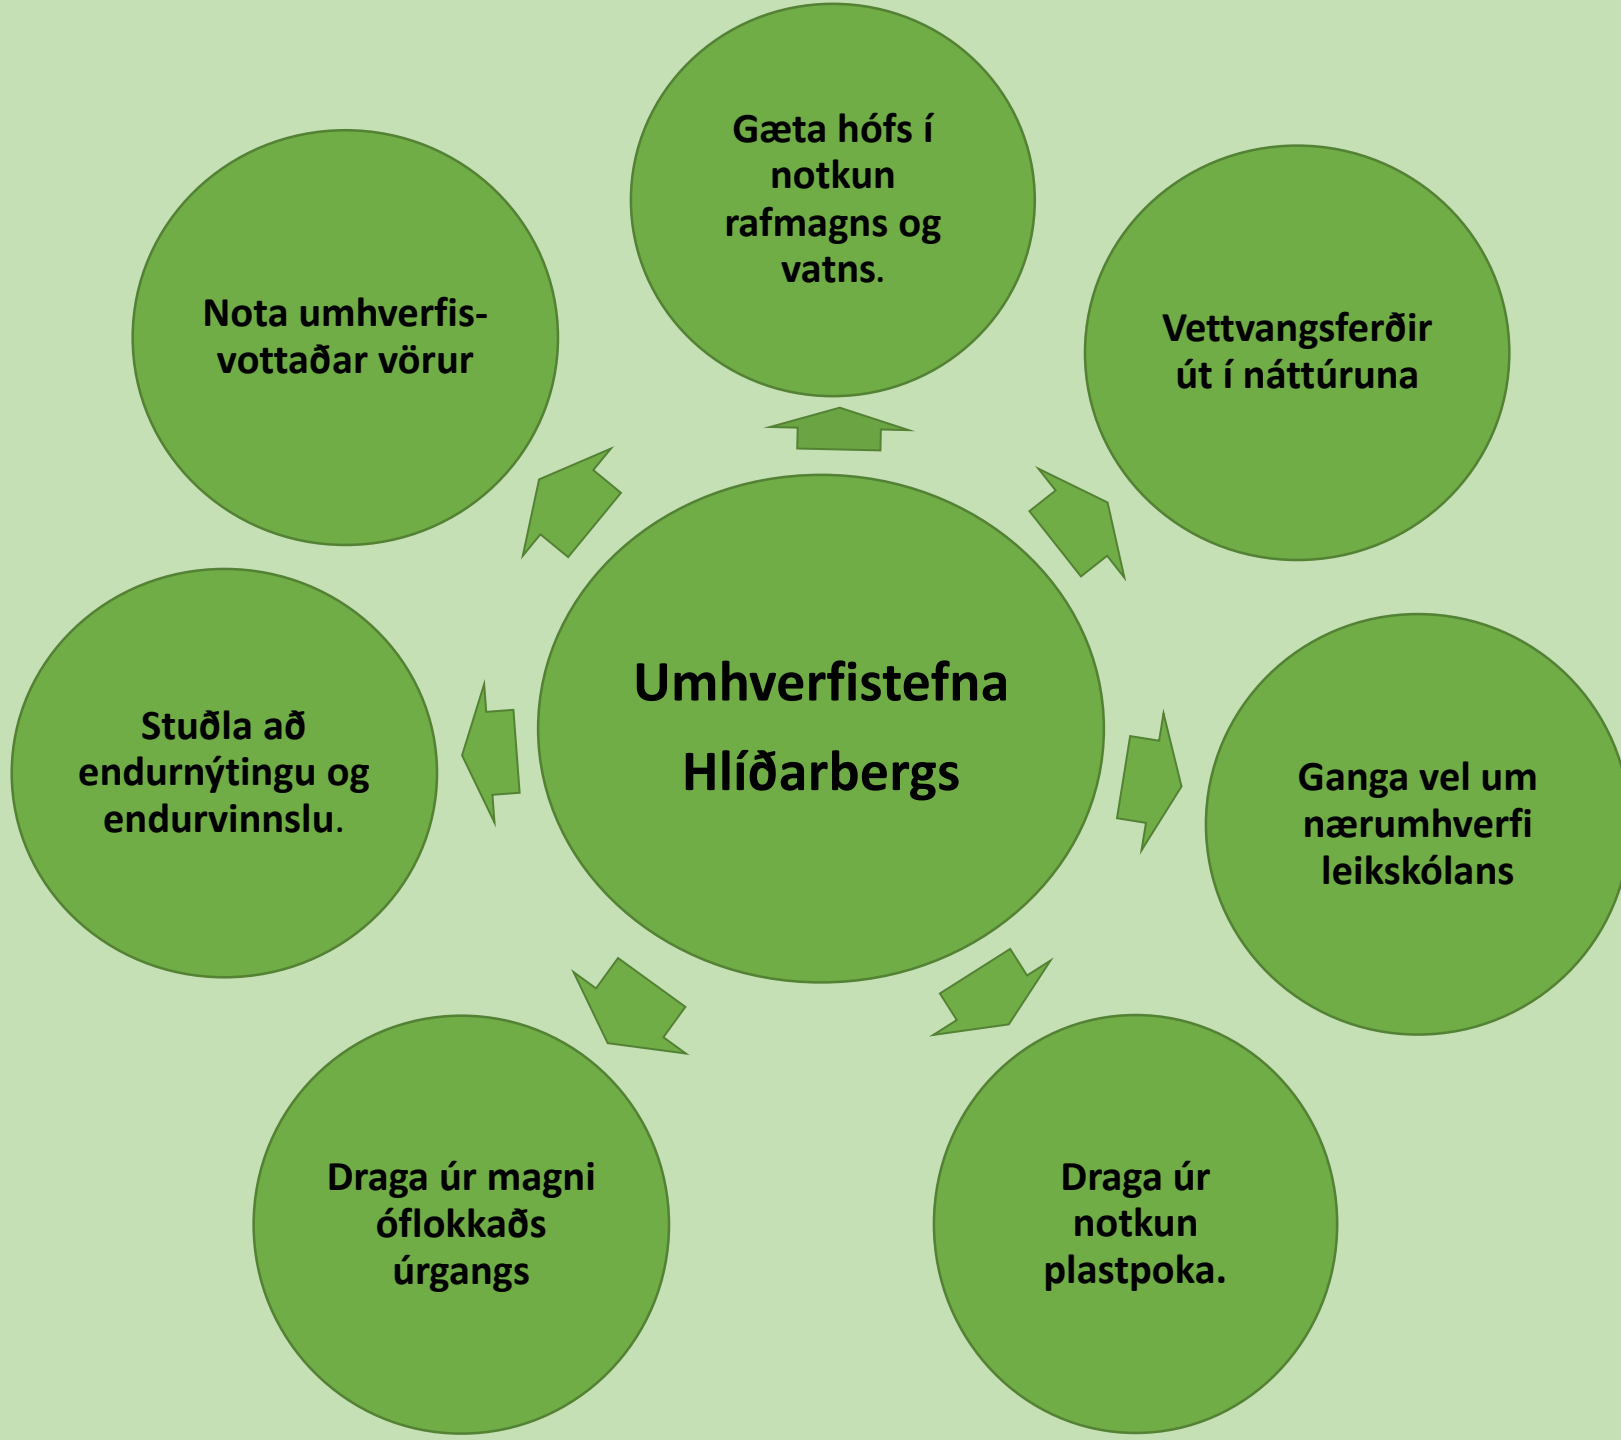 Gæta hófs í
notkun
rafmagns og
vatns.
Nota umhverfis-
vottaðar vörur
Vettvangsferðir
út í náttúruna
Umhverfistefna
Hlíðarbergs
Stuðla að
endurnýtingu og
endurvinnslu.
Ganga vel um
nærumhverfi
leikskólans
Draga úr magni
óflokkaðs
úrgangs
Draga úr
notkun
plastpoka.